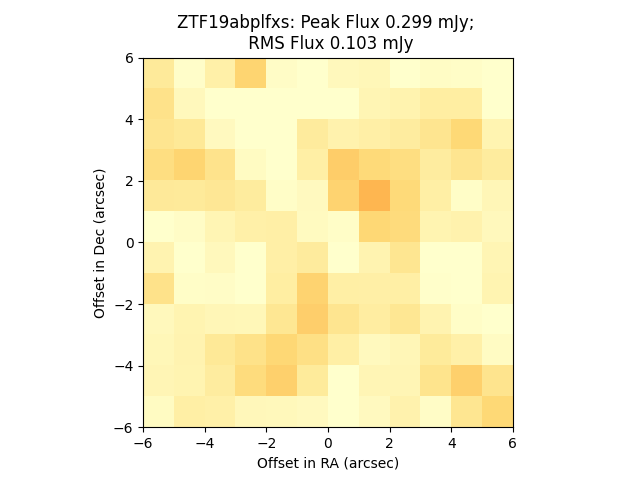 ZTF19abplfxs: Peak Flux 0.299 mJy;
RMS Flux 0.103 mJy
6
4
2
0
−2
−4
−6
Offset in Dec (arcsec)
−6 −4 −2 0 2 4 6
Offset in RA (arcsec)